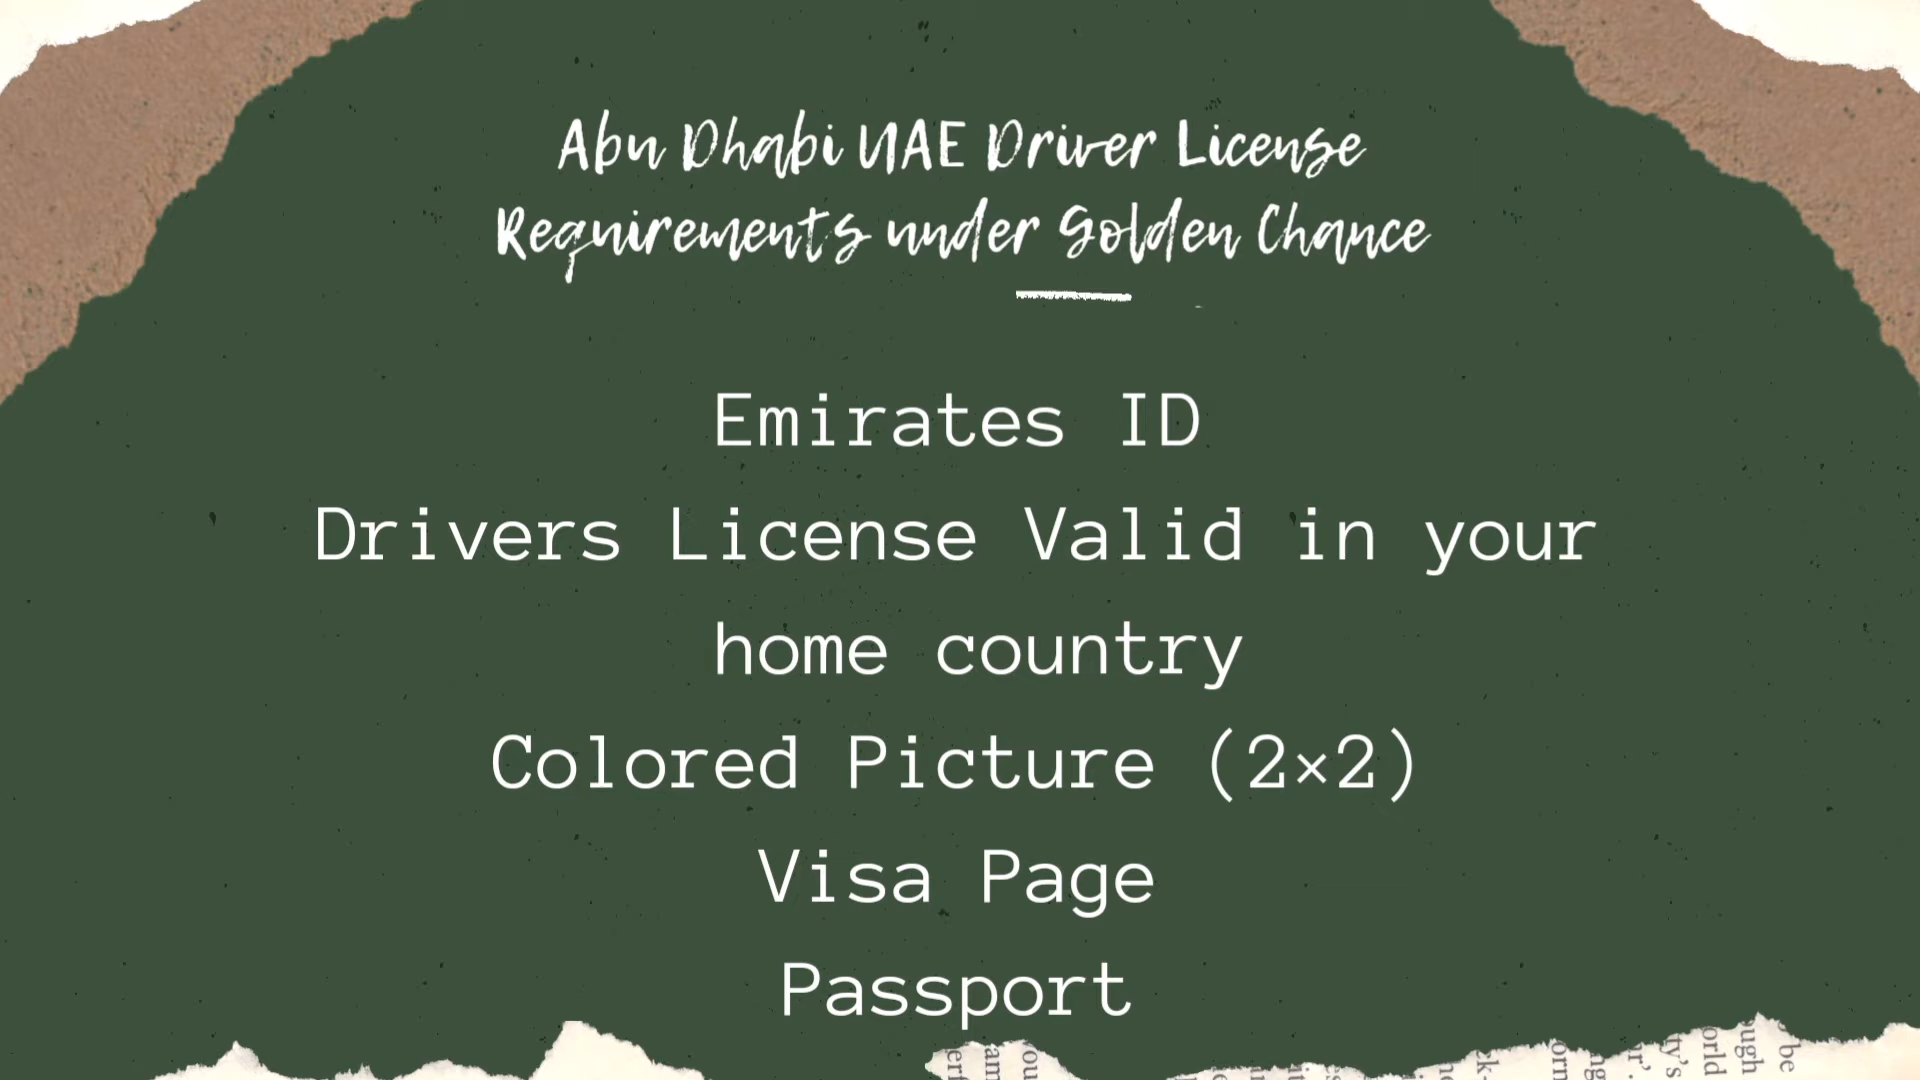 Abu Dhabi UAE Driver License
Requirements under Golden Chance
Emirates ID
Drivers License Valid in your
home country
Colored Picture (2×2)
Visa Page
Passport